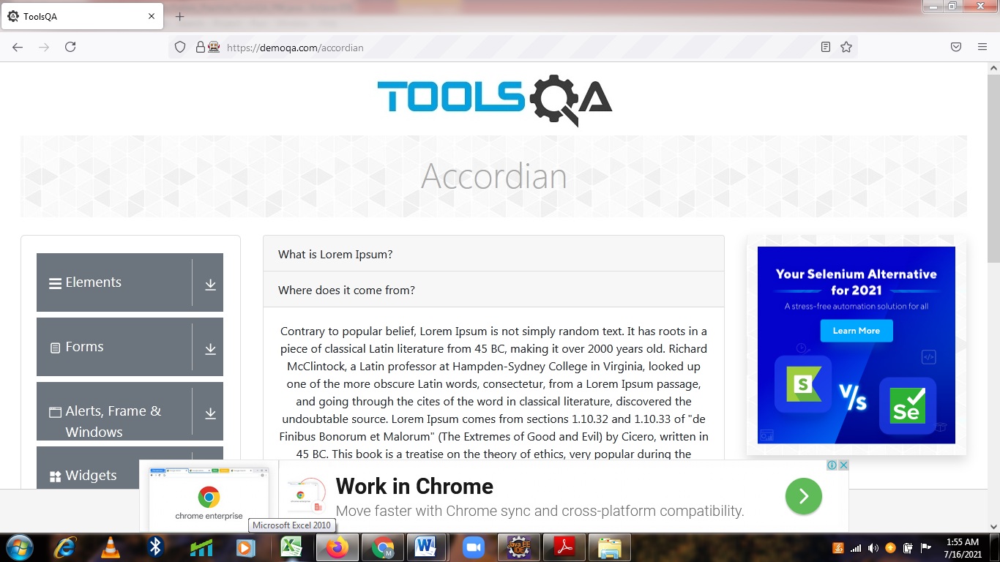 ToolsQA
https://demoqa.com/accordian
TOOLSQA
Accordian
Elements
Forms
Alerts, Frame &
Windows
Widgets
What is Lorem Ipsum?
Where does it come from?
Contrary to popular belief, Lorem Ipsum is not simply random text. It has roots in a
piece of classical Latin literature from 45 BC, making it over 2000 years old. Richard
McClintock, a Latin professor at Hampden-Sydney College in Virginia, looked up
one of the more obscure Latin words, consectetur, from a Lorem Ipsum passage,
and going through the cites of the word in classical literature, discovered the
undoubtable source. Lorem Ipsum comes from sections 1.10.32 and 1.10.33 of "de
Finibus Bonorum et Malorum" (The Extremes of Good and Evil) by Cicero, written in
45 BC. This book is a treatise on the theory of ethics, very popular during the
Your Selenium Alternative
for 2021
A stress-free automation solution for all
Learn More
S
V/s
Se
chrome enterprise
Work in Chrome
Move faster with Chrome sync and cross-platform compatibility.
Microsoft Excel 2010
M
Java EE
IDE
1:55 AM
7/16/2021